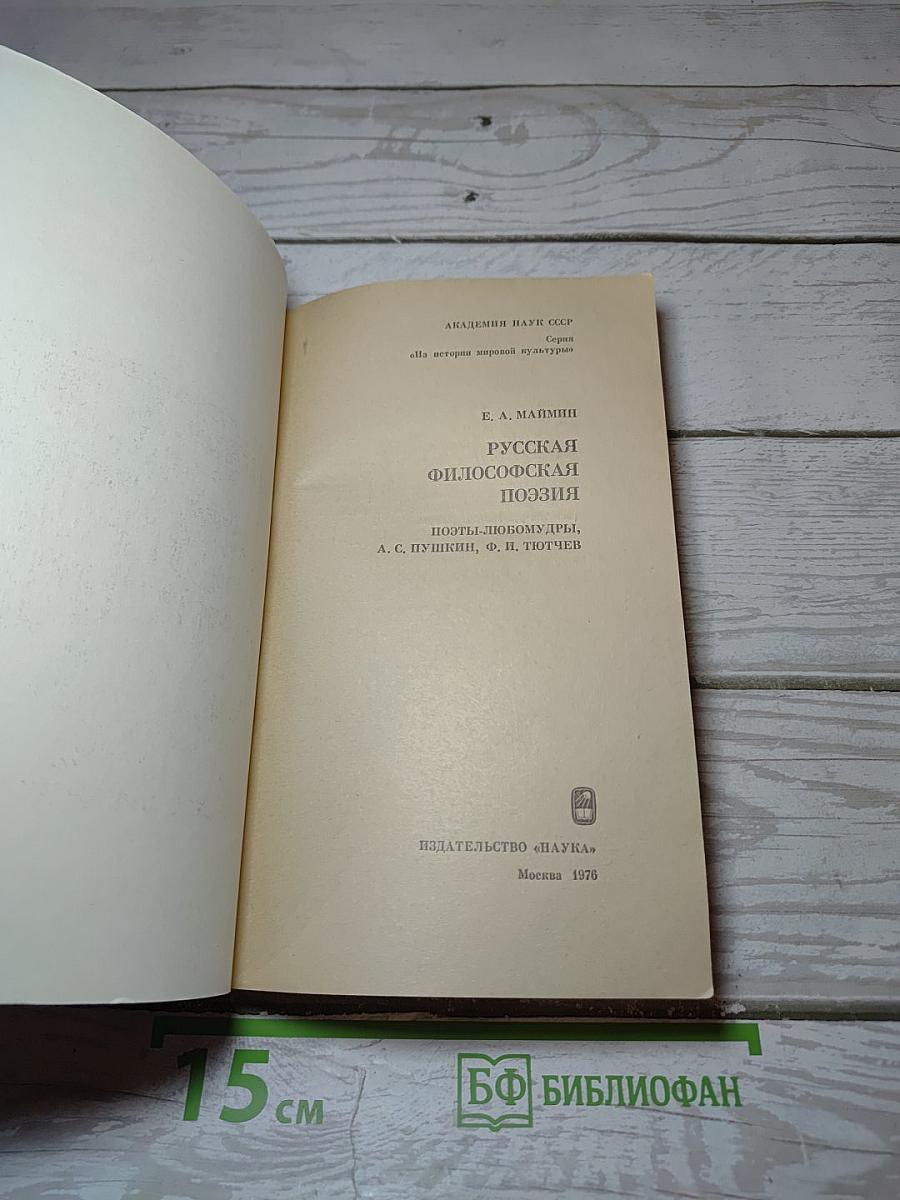 АКАДЕМИЯ НАУК СССР
Серия
«Из истории мировой культуры»
Е. А. МАЙМИН
РУССКАЯ
ФИЛОСОФСКАЯ
ПОЭЗИЯ
ПОЭТЫ-ЛЮБОМУДРЫ,
А. С. ПУШКИН, Ф. И. ТЮТЧЕВ
ИЗДАТЕЛЬСТВО «НАУКА»
Москва 1976
15 см
БФ БИБЛИОФАН